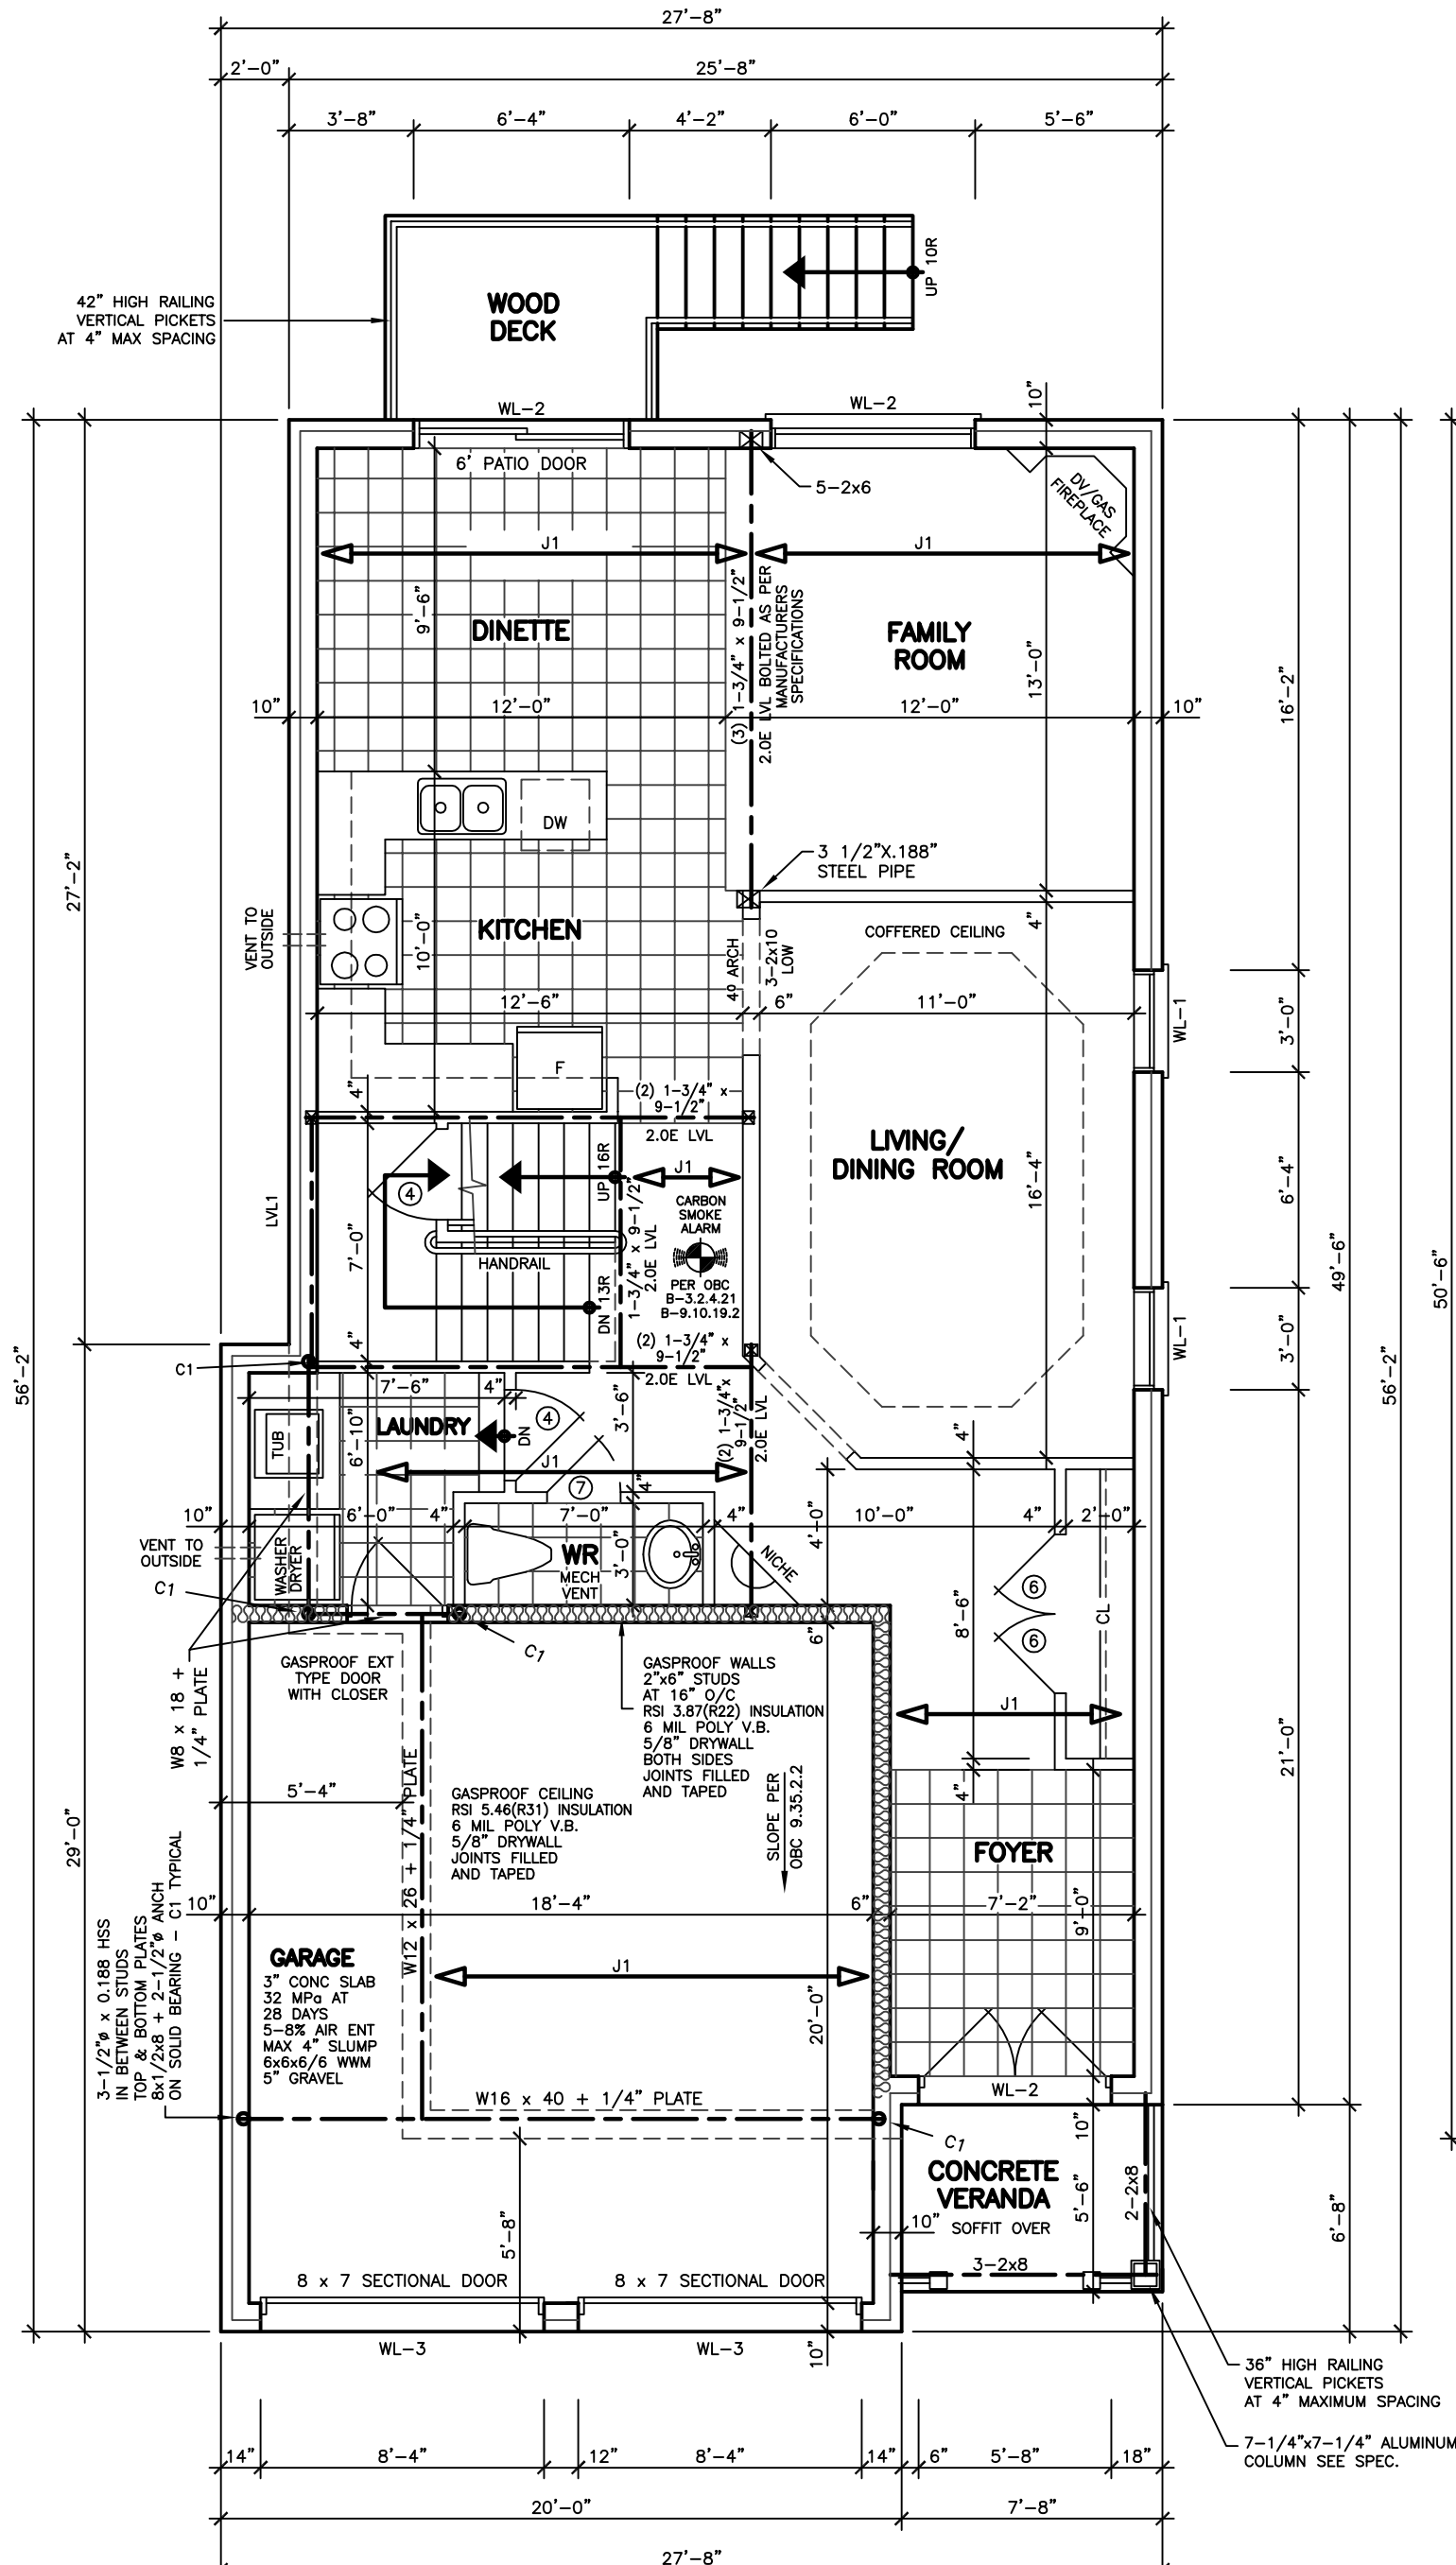 27'-8"
2'-0"
25'-8"
3'-8"
6'-4"
4'-2"
6'-0"
5'-6"
UP 10R
WOOD
DECK
42" HIGH RAILING
VERTICAL PICKETS
AT 4" MAX SPACING
WL-2
WL-2
10"
6' PATIO DOOR
5-2x6
DV/GAS
FIREPLACE
J1
J1
9'-6"
DINETTE
(3) 1-3/4" x 9-1/2"
2.0E LVL BOLTED AS PER
MANUFACTURERS
SPECIFICATIONS
FAMILY
ROOM
13'-0"
16'-2"
10"
12'-0"
12'-0"
10"
DW
3 1/2"X.188"
STEEL PIPE
27'-2"
VENT TO
OUTSIDE
KITCHEN
10'-0"
4"
COFFERED CEILING
40 ARCH
3-2x10
LOW
12'-6"
6"
11'-0"
WL-1
3'-0"
F
4"
(2) 1-3/4" x
9-1/2"
2.0E LVL
LIVING/
DINING ROOM
16'-4"
6'-4"
49'-6"
50'-6"
LVL1
4
UP 16R
J1
CARBON
SMOKE
ALARM
7'-0"
HANDRAIL
1-3/4" x 9-1/2"
2.0E LVL
PER OBC
B-3.2.4.21
B-9.10.19.2
DN 13R
WL-1
3'-0"
56'-2"
56'-2"
C1
4"
(2) 1-3/4" x
9-1/2"
2.0E LVL
7'-6"
4"
LAUNDRY
4
3'-6"
(2) 1-3/4"x
9-1/2"
2.0E LVL
TUB
6'-10"
DN
4"
J1
7
4"
10"
6'-0"
4"
7'-0"
4"
4'-0"
10'-0"
4"
2'-0"
VENT TO
OUTSIDE
WASHER
DRYER
WR
MECH
VENT
3'-0"
NICHE
6
C1
C1
6"
8'-6"
6
CL
W8 x 18 +
1/4" PLATE
GASPROOF EXT
TYPE DOOR
WITH CLOSER
GASPROOF WALLS
2"x6" STUDS
AT 16" O/C
RSI 3.87(R22) INSULATION
6 MIL POLY V.B.
5/8" DRYWALL
BOTH SIDES
JOINTS FILLED
AND TAPED
J1
21'-0"
5'-4"
W12 x 26 + 1/4" PLATE
GASPROOF CEILING
RSI 5.46(R31) INSULATION
6 MIL POLY V.B.
5/8" DRYWALL
JOINTS FILLED
AND TAPED
SLOPE PER
OBC 9.35.2.2
4"
29'-0"
FOYER
10"
18'-4"
6"
7'-2"
9'-0"
3-1/2"ø x 0.188 HSS
IN BETWEEN STUDS
TOP & BOTTOM PLATES
8x1/2x8 + 2-1/2"ø ANCH
ON SOLID BEARING - C1 TYPICAL
GARAGE
3" CONC SLAB
32 MPa AT
28 DAYS
5-8% AIR ENT
MAX 4" SLUMP
6x6x6/6 WWM
5" GRAVEL
J1
20'-0"
W16 x 40 + 1/4" PLATE
WL-2
C1
10"
CONCRETE
VERANDA
SOFFIT OVER
5'-6"
2-2x8
6'-8"
5'-8"
10"
3-2x8
8 x 7 SECTIONAL DOOR
8 x 7 SECTIONAL DOOR
WL-3
WL-3
10"
36" HIGH RAILING
VERTICAL PICKETS
AT 4" MAXIMUM SPACING
7-1/4"x7-1/4" ALUMINUM
COLUMN SEE SPEC.
14"
8'-4"
12"
8'-4"
14"
6"
5'-8"
18"
20'-0"
7'-8"
27'-8"